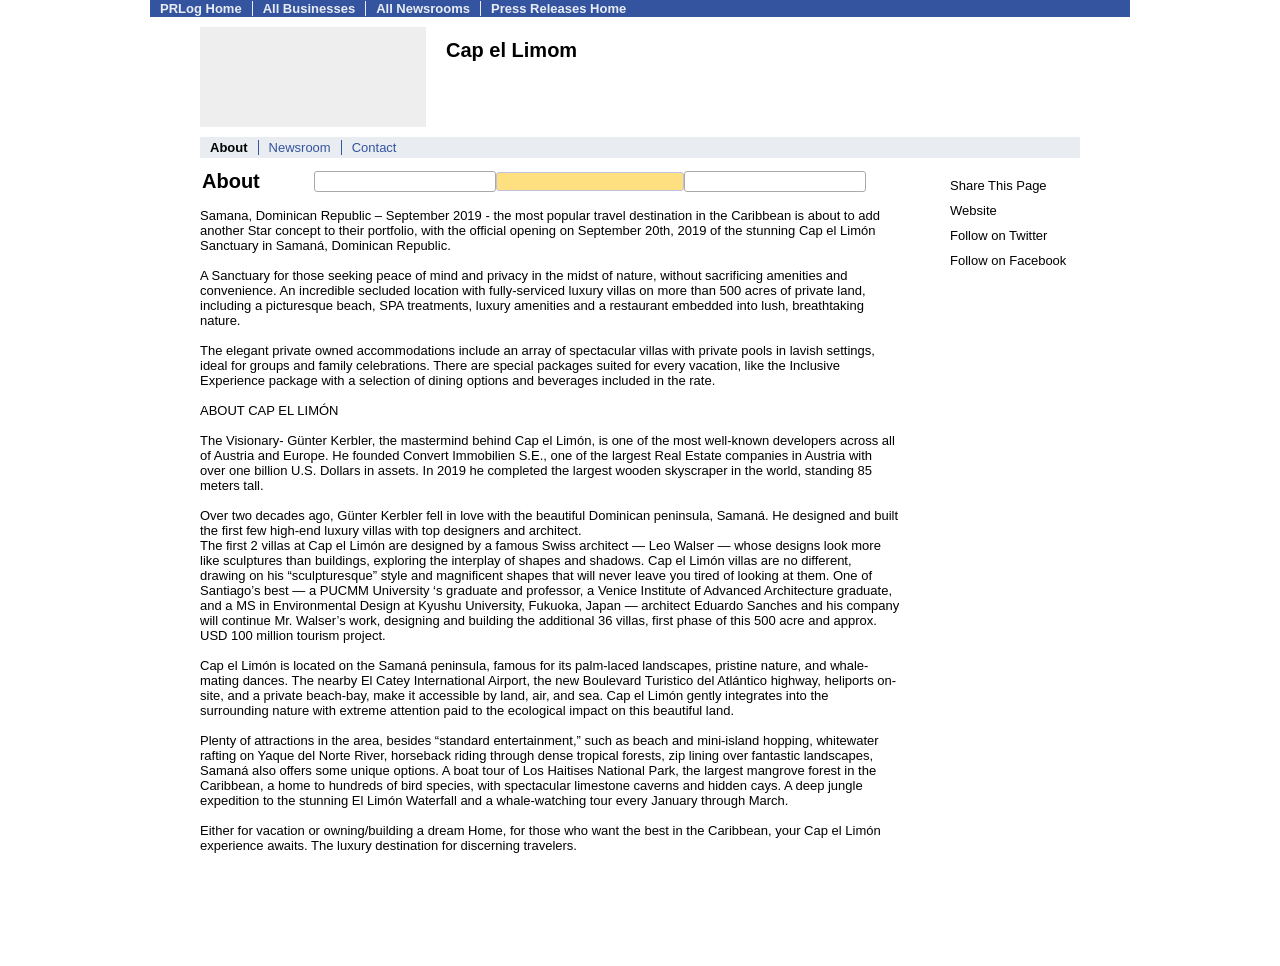 PRLog Home
All Businesses
All Newsrooms
Press Releases Home
Cap el Limom
About
Newsroom
Contact
About
Share This Page
Website
Follow on Twitter
Follow on Facebook
Samana, Dominican Republic – September 2019 - the most popular travel destination in the Caribbean is about to add
another Star concept to their portfolio, with the official opening on September 20th, 2019 of the stunning Cap el Limón
Sanctuary in Samaná, Dominican Republic.
A Sanctuary for those seeking peace of mind and privacy in the midst of nature, without sacrificing amenities and
convenience. An incredible secluded location with fully-serviced luxury villas on more than 500 acres of private land,
including a picturesque beach, SPA treatments, luxury amenities and a restaurant embedded into lush, breathtaking
nature.
The elegant private owned accommodations include an array of spectacular villas with private pools in lavish settings,
ideal for groups and family celebrations. There are special packages suited for every vacation, like the Inclusive
Experience package with a selection of dining options and beverages included in the rate.
ABOUT CAP EL LIMÓN
The Visionary- Günter Kerbler, the mastermind behind Cap el Limón, is one of the most well-known developers across all
of Austria and Europe. He founded Convert Immobilien S.E., one of the largest Real Estate companies in Austria with
over one billion U.S. Dollars in assets. In 2019 he completed the largest wooden skyscraper in the world, standing 85
meters tall.
Over two decades ago, Günter Kerbler fell in love with the beautiful Dominican peninsula, Samaná. He designed and built
the first few high-end luxury villas with top designers and architect.
The first 2 villas at Cap el Limón are designed by a famous Swiss architect — Leo Walser — whose designs look more
like sculptures than buildings, exploring the interplay of shapes and shadows. Cap el Limón villas are no different,
drawing on his “sculpturesque” style and magnificent shapes that will never leave you tired of looking at them. One of
Santiago’s best — a PUCMM University ‘s graduate and professor, a Venice Institute of Advanced Architecture graduate,
and a MS in Environmental Design at Kyushu University, Fukuoka, Japan — architect Eduardo Sanches and his company
will continue Mr. Walser’s work, designing and building the additional 36 villas, first phase of this 500 acre and approx.
USD 100 million tourism project.
Cap el Limón is located on the Samaná peninsula, famous for its palm-laced landscapes, pristine nature, and whale-
mating dances. The nearby El Catey International Airport, the new Boulevard Turistico del Atlántico highway, heliports on-
site, and a private beach-bay, make it accessible by land, air, and sea. Cap el Limón gently integrates into the
surrounding nature with extreme attention paid to the ecological impact on this beautiful land.
Plenty of attractions in the area, besides “standard entertainment,” such as beach and mini-island hopping, whitewater
rafting on Yaque del Norte River, horseback riding through dense tropical forests, zip lining over fantastic landscapes,
Samaná also offers some unique options. A boat tour of Los Haitises National Park, the largest mangrove forest in the
Caribbean, a home to hundreds of bird species, with spectacular limestone caverns and hidden cays. A deep jungle
expedition to the stunning El Limón Waterfall and a whale-watching tour every January through March.
Either for vacation or owning/building a dream Home, for those who want the best in the Caribbean, your Cap el Limón
experience awaits. The luxury destination for discerning travelers.